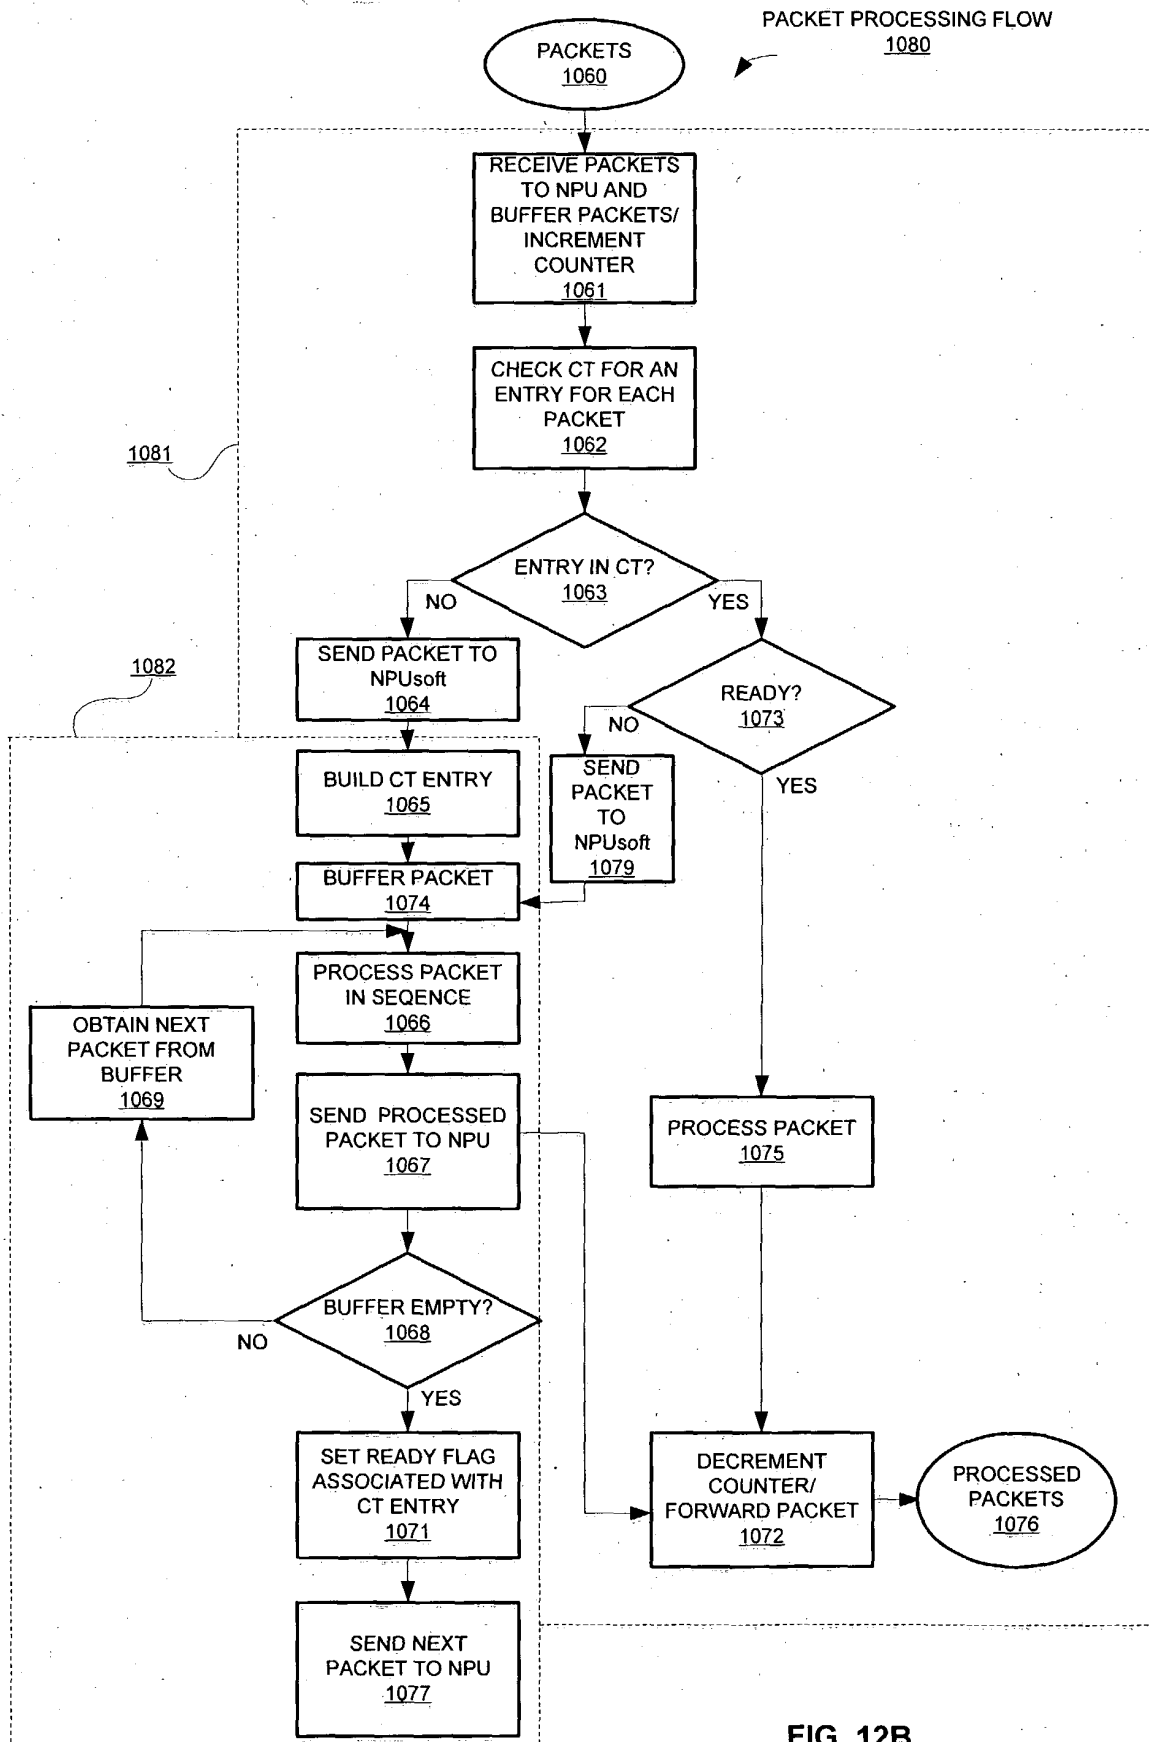 PACKET PROCESSING FLOW
1080
PACKETS
1060
RECEIVE PACKETS
TO NPU AND
BUFFER PACKETS/
INCREMENT
COUNTER
1061
CHECK CT FOR AN
ENTRY FOR EACH
PACKET
1062
1081
ENTRY IN CT?
1063
NO
YES
SEND PACKET TO
NPUsoft
1064
1082
READY?
1073
NO
YES
BUILD CT ENTRY
1065
SEND
PACKET
TO
NPUsoft
1079
BUFFER PACKET
1074
PROCESS PACKET
IN SEQENCE
1066
OBTAIN NEXT
PACKET FROM
BUFFER
1069
SEND PROCESSED
PACKET TO NPU
1067
PROCESS PACKET
1075
BUFFER EMPTY?
1068
NO
YES
SET READY FLAG
ASSOCIATED WITH
CT ENTRY
1071
DECREMENT
COUNTER/
FORWARD PACKET
1072
PROCESSED
PACKETS
1076
SEND NEXT
PACKET TO NPU
1077
FIG. 12B